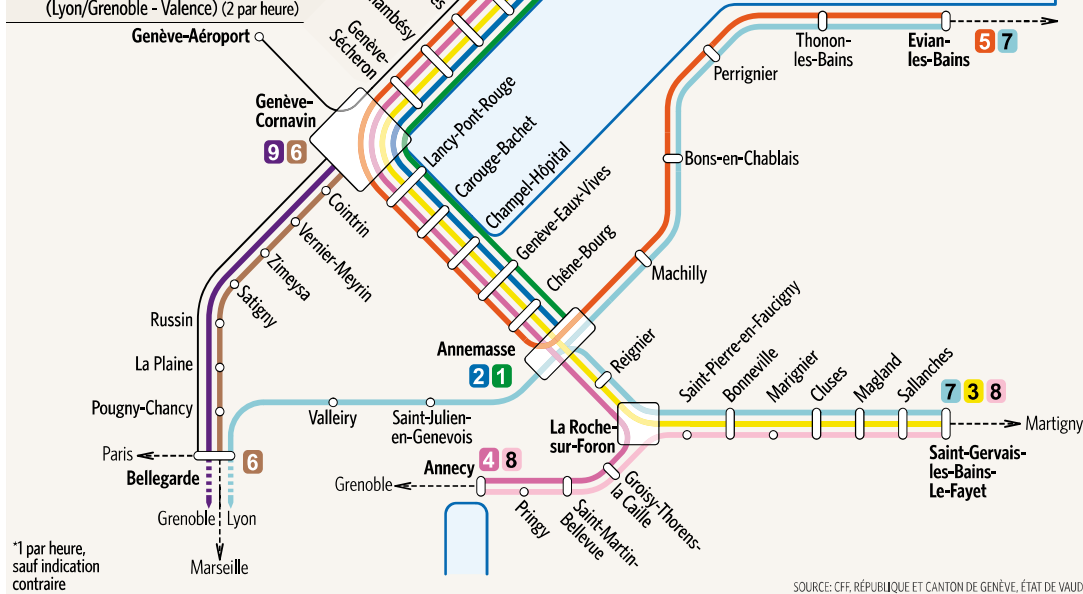 (Lyon/Grenoble - Valence) (2 par heure)
Genève-Aéroport
Genève-
Sécheron
Genève-
Cornavin
9 6
Lancy-Pont-Rouge
Carouge-Bachet
Champel-Hôpital
Genève-Eaux-Vives
Chêne-Bourg
Thonon-
les-Bains
Evian-
les-Bains
5 7
Perrignier
Bons-en-Chablais
Machilly
Cointrin
Vernier-Meyrin
Zimeysa
Satigny
Russin
La Plaine
Pougny-Chancy
Paris
Bellegarde
6
Grenoble
Lyon
Marseille
Annemasse
2 1
Valleiry
Saint-Julien-
en-Genevois
Reignier
La Roche-
sur-Foron
Saint-Pierre-en-Faucigny
Bonneville
Marignier
Cluses
Magland
Sallanches
7 3 8
Martigny
Saint-Gervais-
les-Bains-
Le-Fayet
Annecy
4 8
Grenoble
Pringy
Saint-Martin-
Bellevue
Groisy-Thorens-
la Caille
*1 par heure,
sauf indication
contraire
SOURCE: CFF, RÉPUBLIQUE ET CANTON DE GENÈVE, ÉTAT DE VAUD